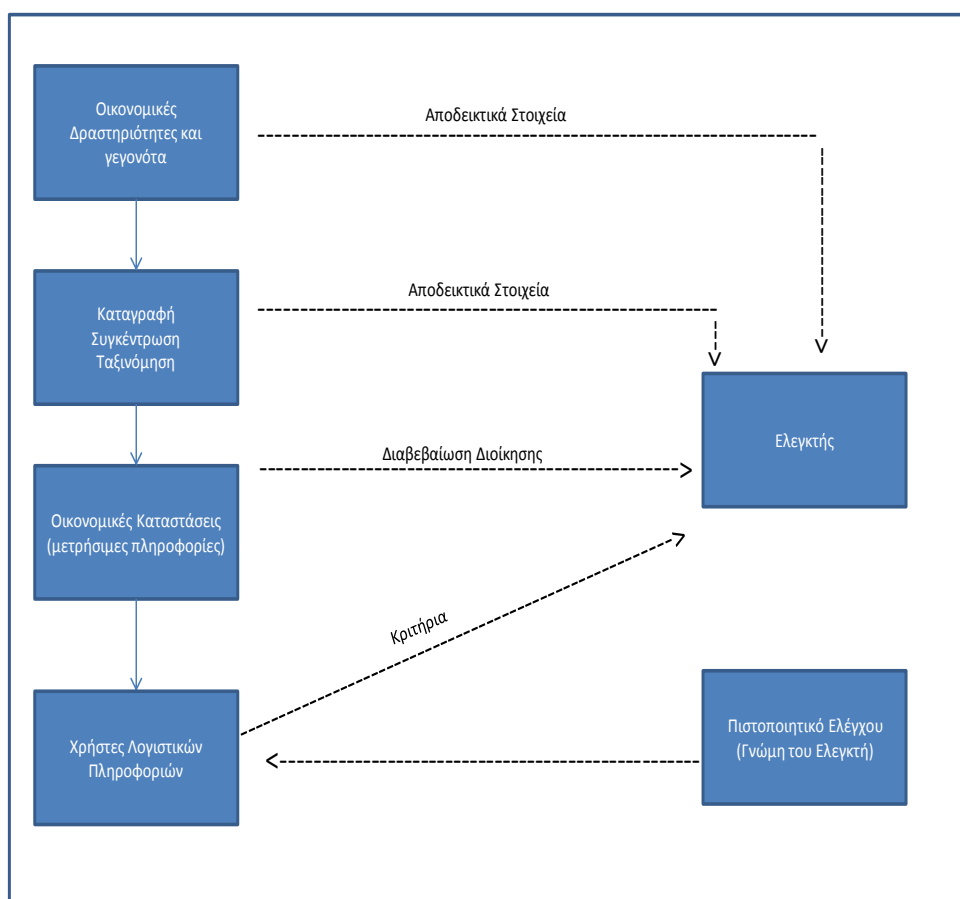 Οικονομικές
Δραστηριότητες και
γεγονότα
Αποδεικτικά Στοιχεία
Καταγραφή
Συγκέντρωση
Ταξινόμηση
Αποδεικτικά Στοιχεία
Ελεγκτής
Οικονομικές Καταστάσεις
(μετρήσιμες πληροφορίες)
Διαβεβαίωση Διοίκησης
Κριτήρια
Χρήστες Λογιστικών
Πληροφοριών
Πιστοποιητικό Ελέγχου
(Γνώμη του Ελεγκτή)